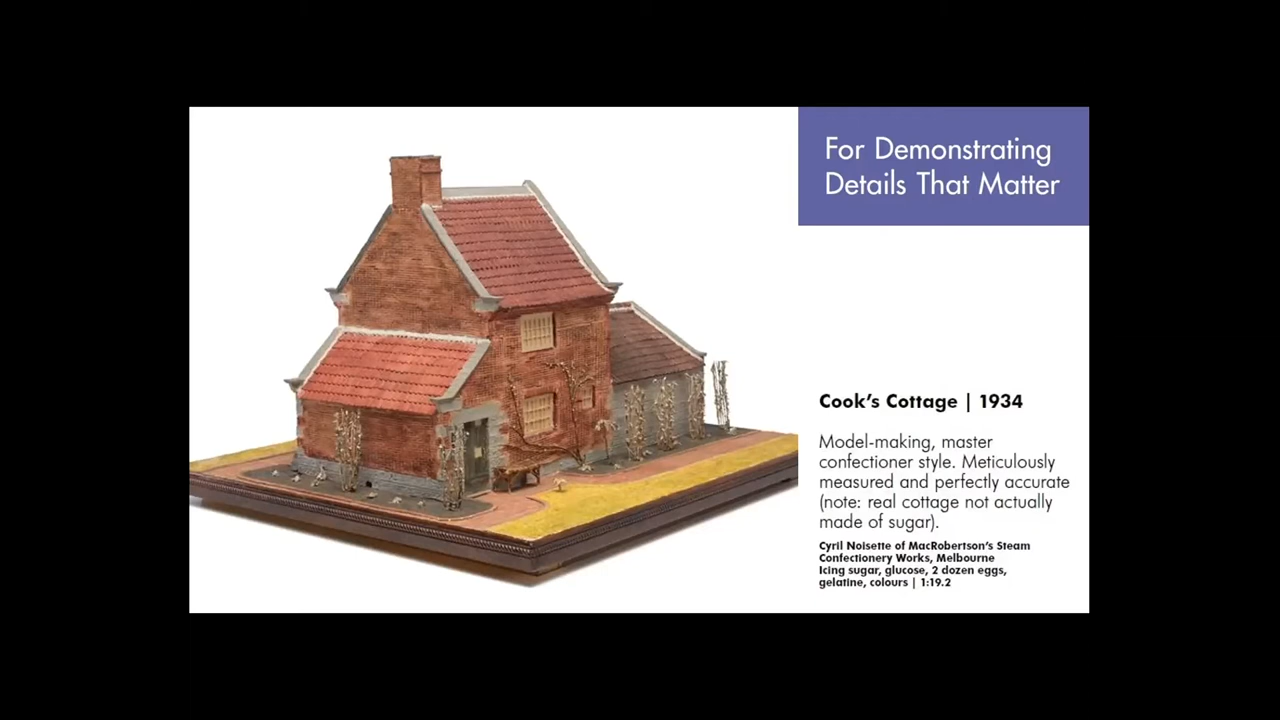 For Demonstrating
Details That Matter
Cook's Cottage | 1934
Model-making, master
confectioner style. Meticulously
measured and perfectly accurate
(note: real cottage not actually
made of sugar).
Cyril Noisette of MacRobertson's Steam
Confectionery Works, Melbourne
Icing sugar, glucose, 2 dozen eggs,
gelatine, colours | 1:19.2